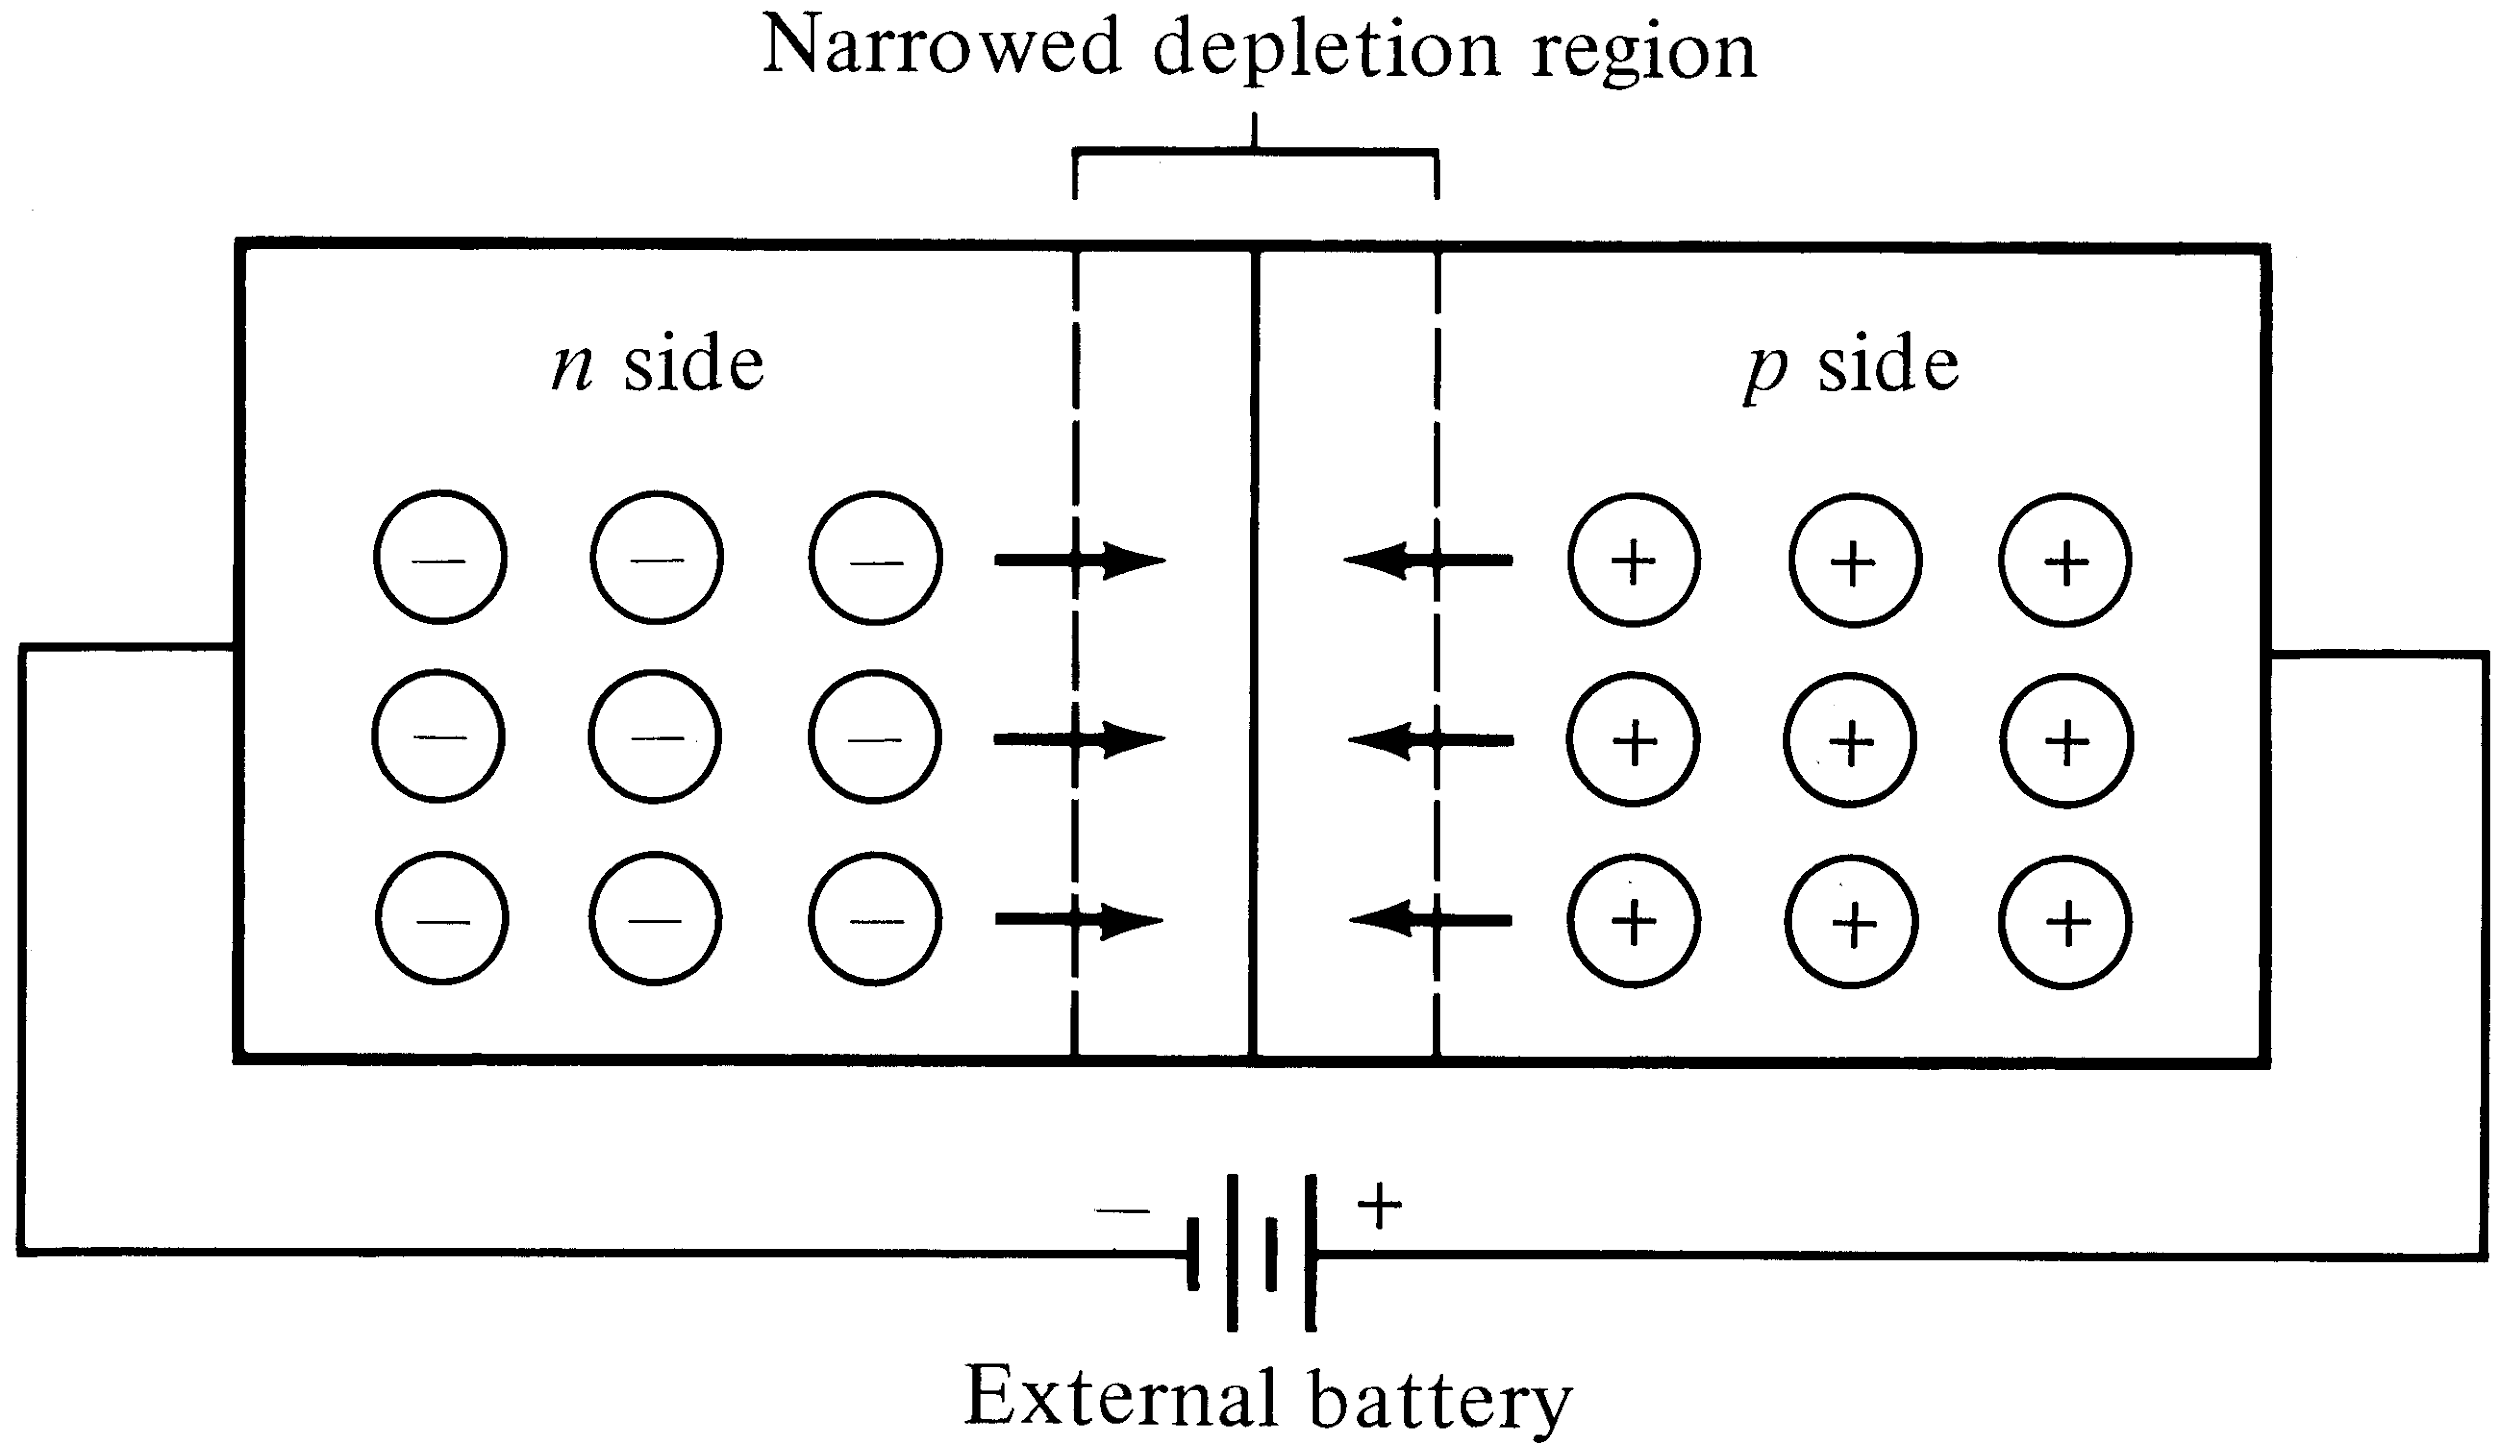 Narrowed depletion region
n side
p side
− − −
+ + +
− − −
+ + +
− − −
+ + +
− +
External battery